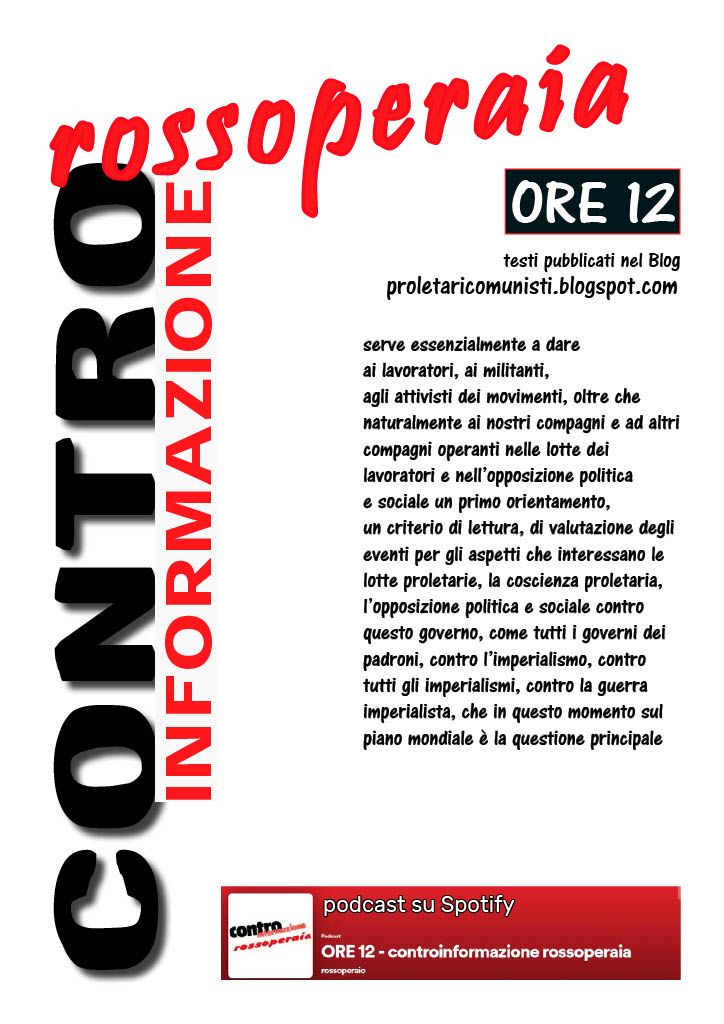 rossoperaia
CONTRO
INFORMAZIONE
ORE 12
testi pubblicati nel Blog
proletaricomunisti.blogspot.com
serve essenzialmente a dare
ai lavoratori, ai militanti,
agli attivisti dei movimenti, oltre che
naturalmente ai nostri compagni e ad altri
compagni operanti nelle lotte dei
lavoratori e nell'opposizione politica
e sociale un primo orientamento,
un criterio di lettura, di valutazione degli
eventi per gli aspetti che interessano le
lotte proletarie, la coscienza proletaria,
l'opposizione politica e sociale contro
questo governo, come tutti i governi dei
padroni, contro l'imperialismo, contro
tutti gli imperialismi, contro la guerra
imperialista, che in questo momento sul
piano mondiale è la questione principale
podcast su Spotify
contro
informazione
rossoperaia
Podcast
ORE 12 - controinformazione rossoperaia
rossoperaio